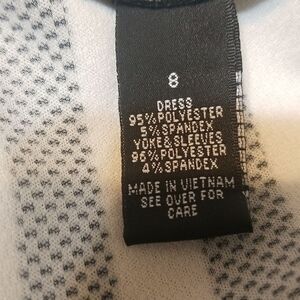 8
DRESS
95% POLYESTER
5% SPANDEX
YOKE & SLEEVES
96% POLYESTER
4% SPANDEX
MADE IN VIETNAM
SEE OVER FOR
CARE